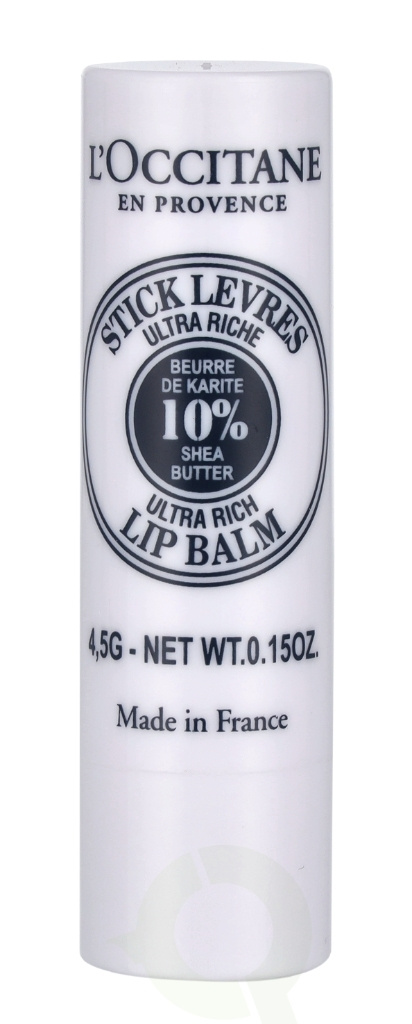 L'OCCITANE
EN PROVENCE
STICK LEVRES
ULTRA RICHE
BEURRE
DE KARITE
10%
SHEA
BUTTER
ULTRA RICH
LIP BALM
4,5G - NET WT.0.15OZ.
Made in France